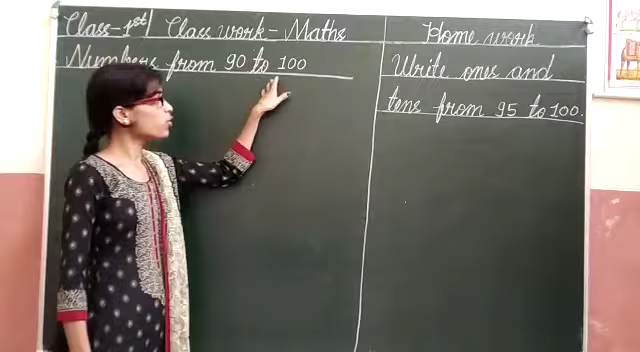 Class-1st/ Class work - Maths
Numbers from 90 to 100
Home work
Write ones and
tens from 95 to 100.